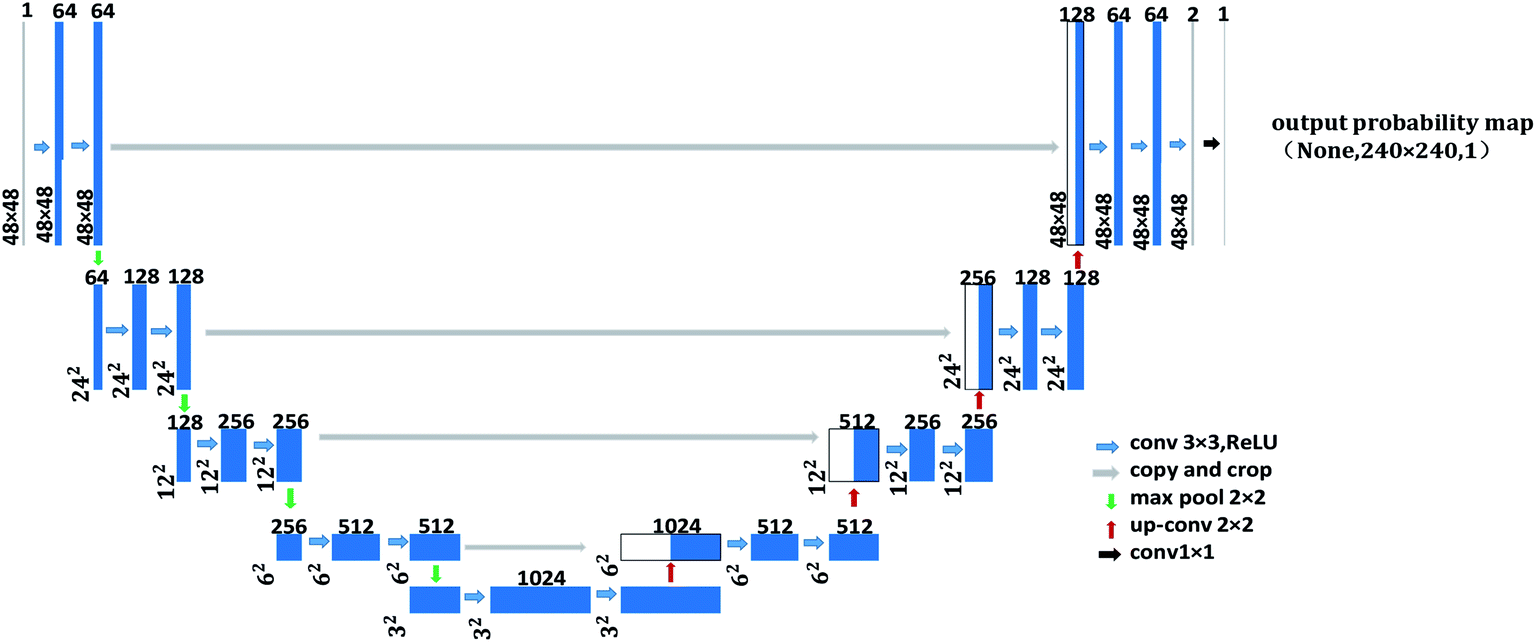 1 64 64
128 64 64 2 1
output probability map
（None,240×240,1）
48×48 48×48 48×48
48×48 48×48 48×48 48×48
64 128 128
256 128 128
24² 24² 24²
24² 24² 24²
128 256 256
512 256 256
12² 12² 12²
12² 12² 12²
conv 3×3,ReLU
copy and crop
max pool 2×2
up-conv 2×2
conv1×1
256 512 512
1024 512 512
6² 6² 6²
6² 6² 6²
1024
3² 3² 3²